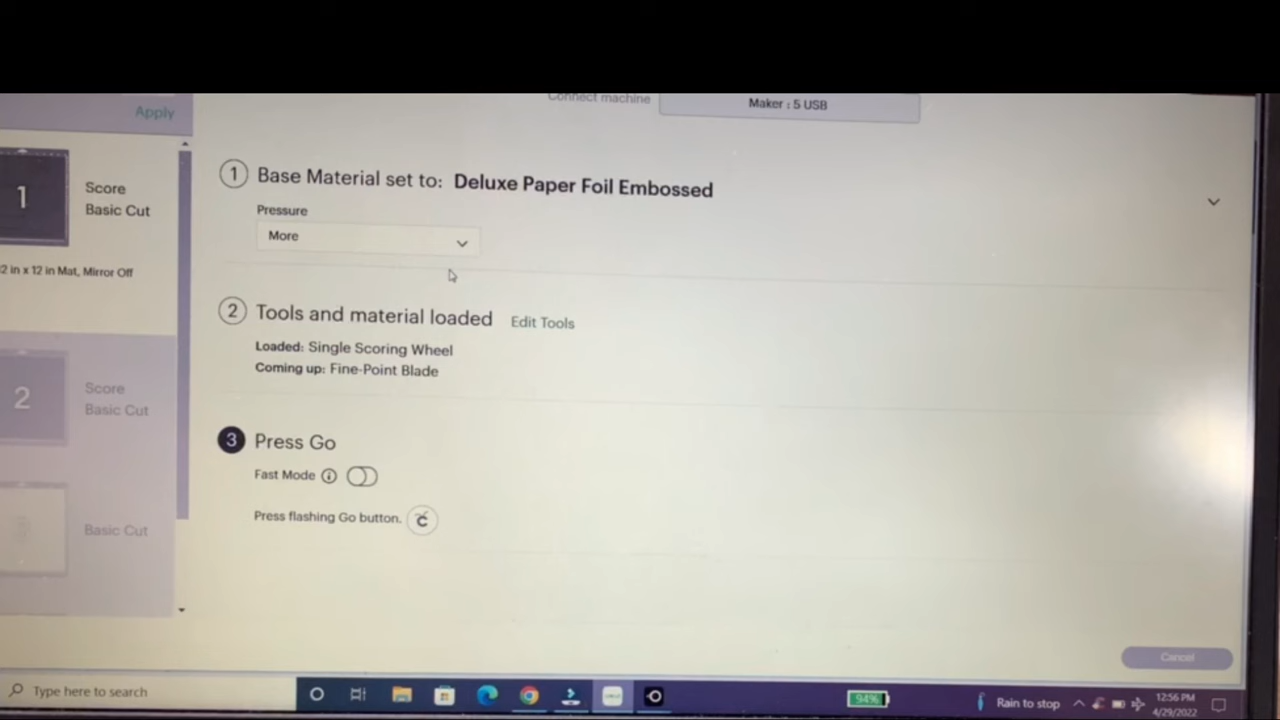 Connect machine
Maker : 5 USB
Apply
1
Score
Basic Cut
2 in x 12 in Mat, Mirror Off
2
Score
Basic Cut
Basic Cut
1 Base Material set to: Deluxe Paper Foil Embossed
Pressure
More
2 Tools and material loaded Edit Tools
Loaded: Single Scoring Wheel
Coming up: Fine-Point Blade
3 Press Go
Fast Mode
Press flashing Go button.
Cancel
Type here to search
94%
Rain to stop
12:56 PM
4/29/2022